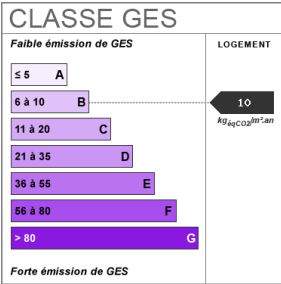 CLASSE GES
Faible émission de GES
LOGEMENT
≤ 5 A
6 à 10 B
10
kgéqCO2/m².an
11 à 20 C
21 à 35 D
36 à 55 E
56 à 80 F
> 80 G
Forte émission de GES